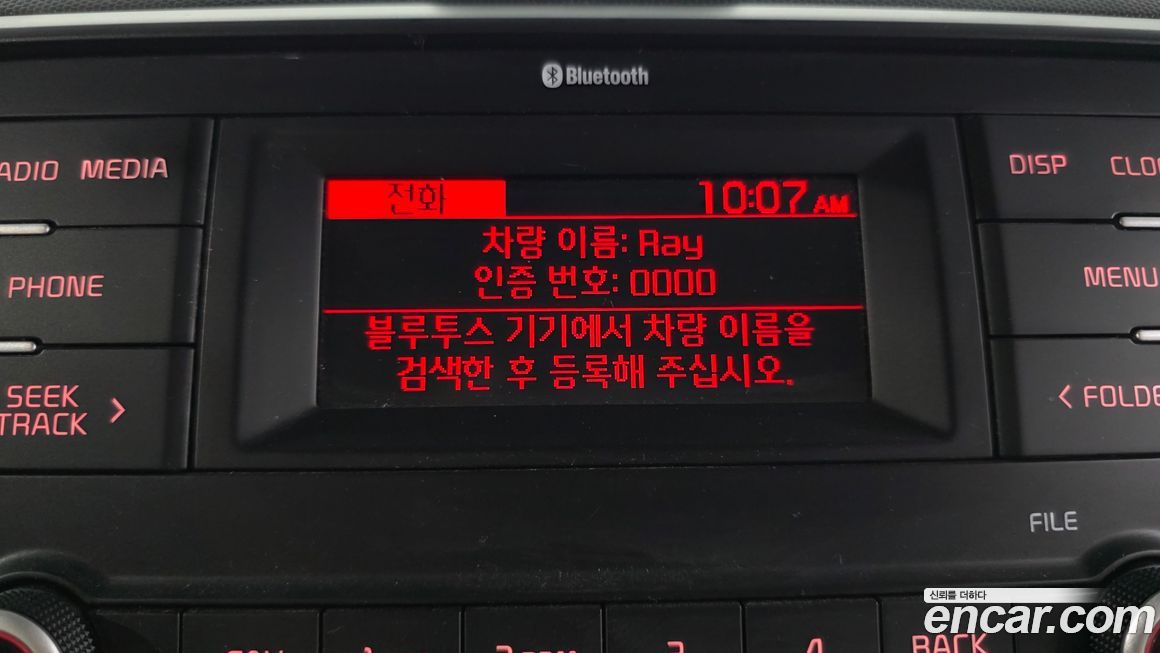 Bluetooth
RADIO MEDIA
DISP
전화
10:07 AM
차량 이름: Ray
인증 번호: 0000
블루투스 기기에서 차량 이름을
검색한 후 등록해 주십시오.
PHONE
MENU
SEEK
TRACK >
< FOLDE
FILE
신뢰를 더하다
encar.com
BACK